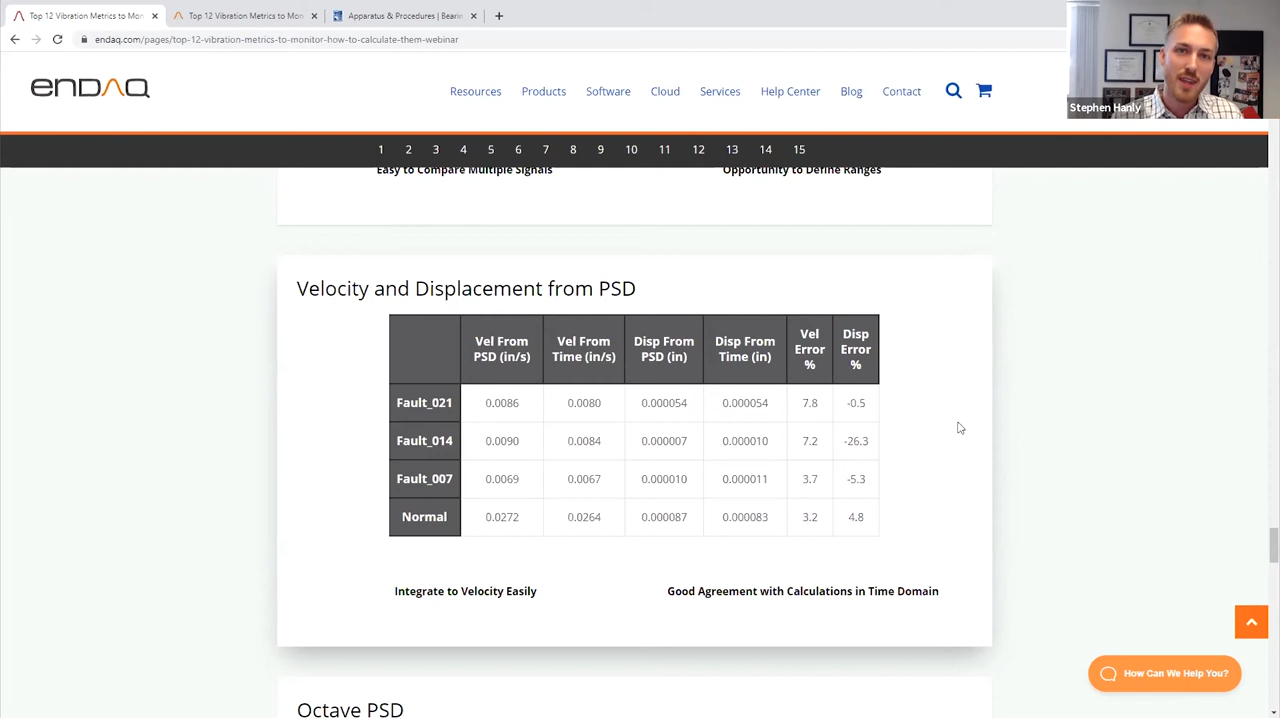 Top 12 Vibration Metrics to Mon
Top 12 Vibration Metrics to Mon
Apparatus & Procedures | Bearin
endaq.com/pages/top-12-vibration-metrics-to-monitor-how-to-calculate-them-webinar
Stephen Hanly
endaq
Resources Products Software Cloud Services Help Center Blog Contact
1 2 3 4 5 6 7 8 9 10 11 12 13 14 15
Easy to Compare Multiple Signals Opportunity to Define Ranges
Velocity and Displacement from PSD
Vel From PSD (in/s) Vel From Time (in/s) Disp From PSD (in) Disp From Time (in) Vel Error % Disp Error %
Fault_021 0.0086 0.0080 0.000054 0.000054 7.8 -0.5
Fault_014 0.0090 0.0084 0.000007 0.000010 7.2 -26.3
Fault_007 0.0069 0.0067 0.000010 0.000011 3.7 -5.3
Normal 0.0272 0.0264 0.000087 0.000083 3.2 4.8
Integrate to Velocity Easily Good Agreement with Calculations in Time Domain
How Can We Help You?
Octave PSD